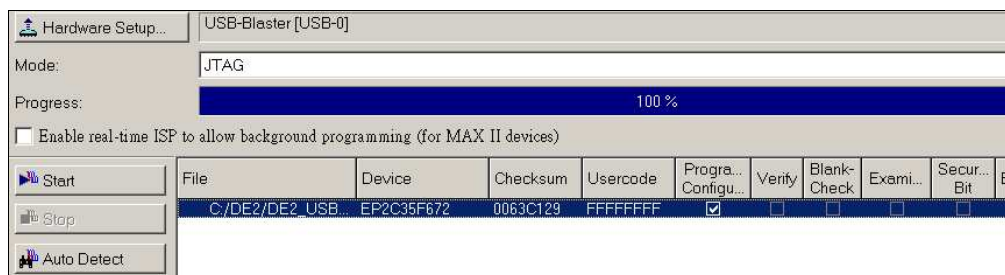 Hardware Setup... USB-Blaster [USB-0]
Mode: JTAG
Progress: 100 %
Enable real-time ISP to allow background programming (for MAX II devices)
Start File Device Checksum Usercode Progra... Configu... Verify Blank-Check Exami... Secur... Bit
C:/DE2/DE2_USB... EP2C35F672 0063C129 FFFFFFFF
Stop
Auto Detect